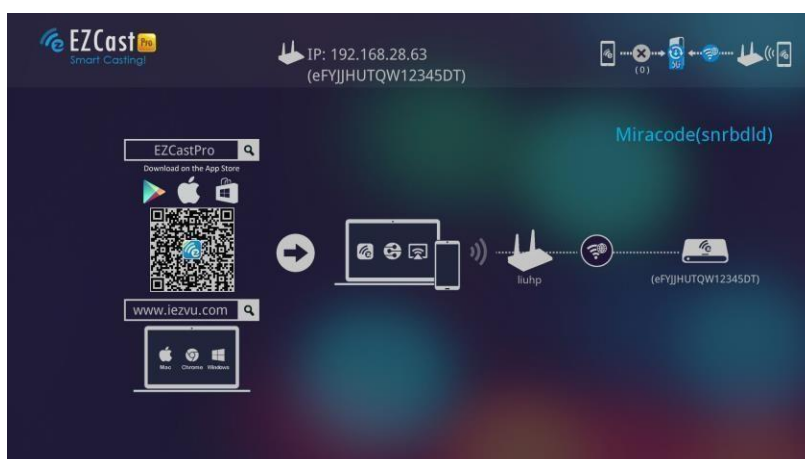 EZCast Pro
Smart Casting!
IP: 192.168.28.63
(eFYJJHUTQW12345DT)
(0)
5G
Miracode(snrbdld)
EZCastPro
Download on the App Store
www.iezvu.com
Mac Chrome Windows
liuhp
(eFYJJHUTQW12345DT)